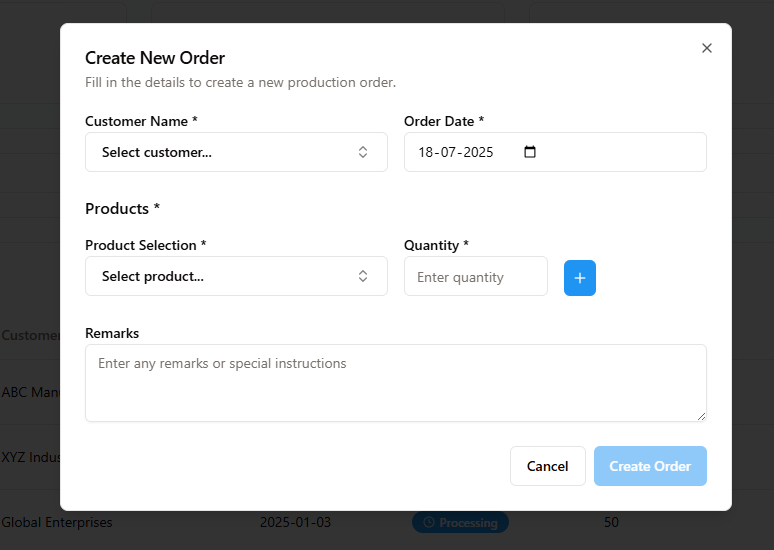 Create New Order
Fill in the details to create a new production order.
Customer Name * Order Date *
Select customer... 18-07-2025
Products *
Product Selection * Quantity *
Select product... Enter quantity +
Customer
Remarks
Enter any remarks or special instructions
ABC Man
XYZ Indus
Cancel Create Order
Global Enterprises 2025-01-03 Processing 50